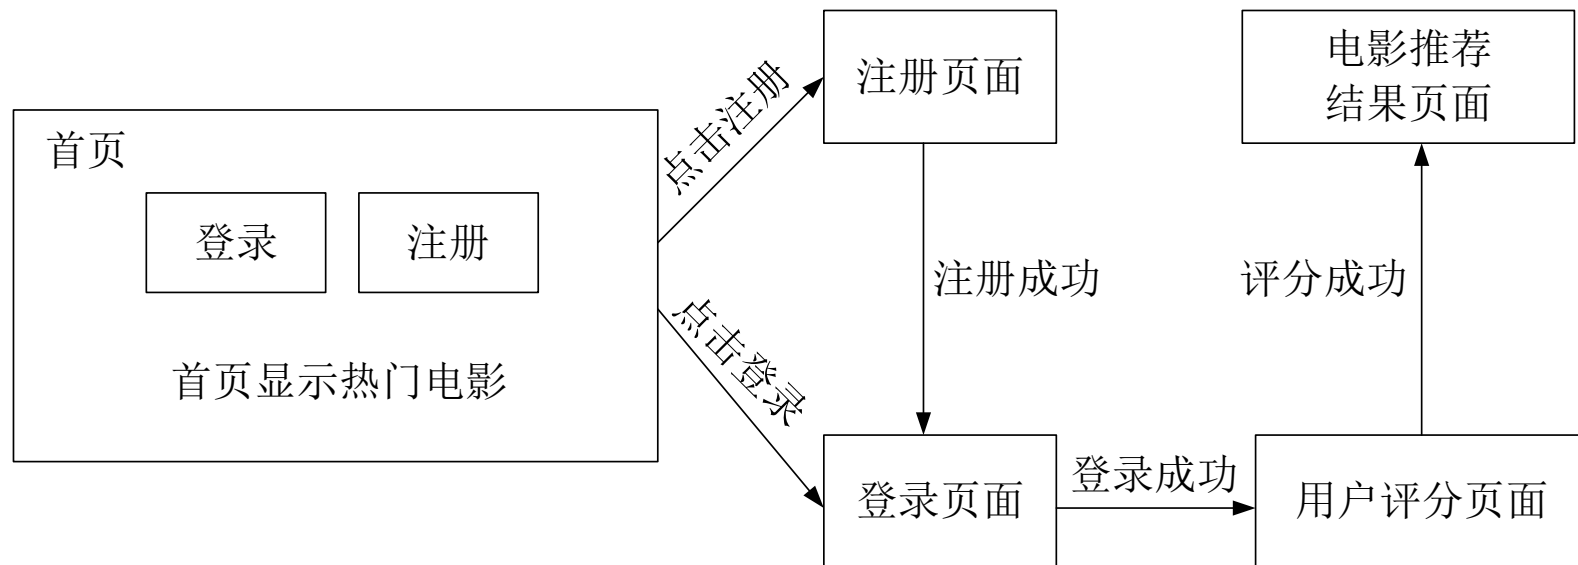 首页
登录
注册
首页显示热门电影
点击注册
点击登录
注册页面
注册成功
登录页面
登录成功
用户评分页面
评分成功
电影推荐
结果页面